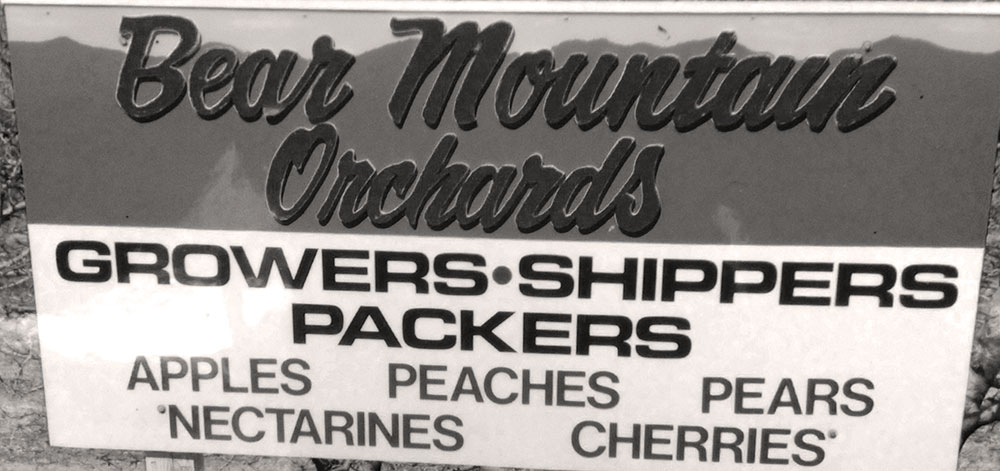 Bear Mountain
Orchards
GROWERS•SHIPPERS
PACKERS
APPLES PEACHES PEARS
NECTARINES CHERRIES